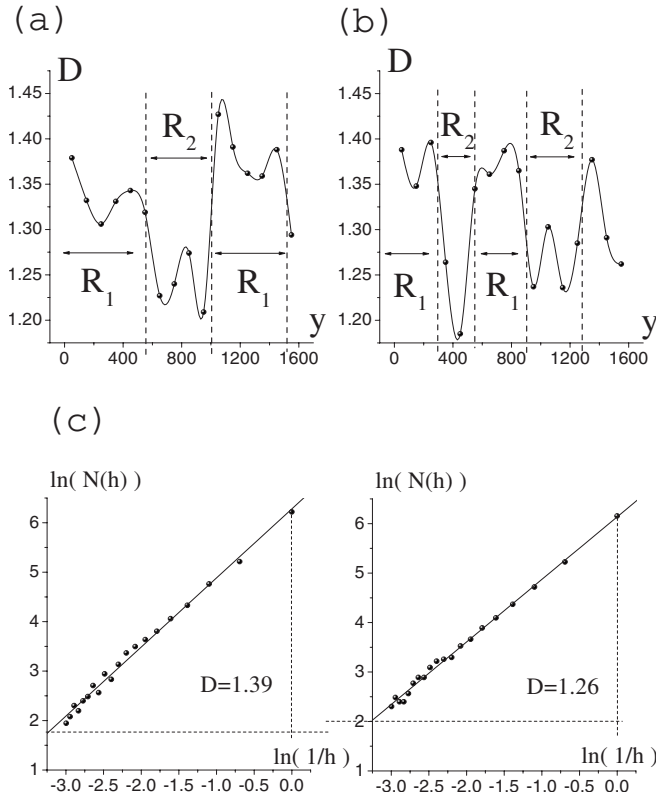 (a)
D
1.45
1.40
1.35
1.30
1.25
1.20
R2
R1
R1
y
0 400 800 1200 1600
(b)
D
1.45
1.40
1.35
1.30
1.25
1.20
R2
R2
R1
R1
y
0 400 800 1200 1600
(c)
ln( N(h) )
6
5
4
3
2
1
D=1.39
ln( 1/h )
-3.0 -2.5 -2.0 -1.5 -1.0 -0.5 0.0
ln( N(h) )
6
5
4
3
2
1
D=1.26
ln( 1/h )
-3.0 -2.5 -2.0 -1.5 -1.0 -0.5 0.0